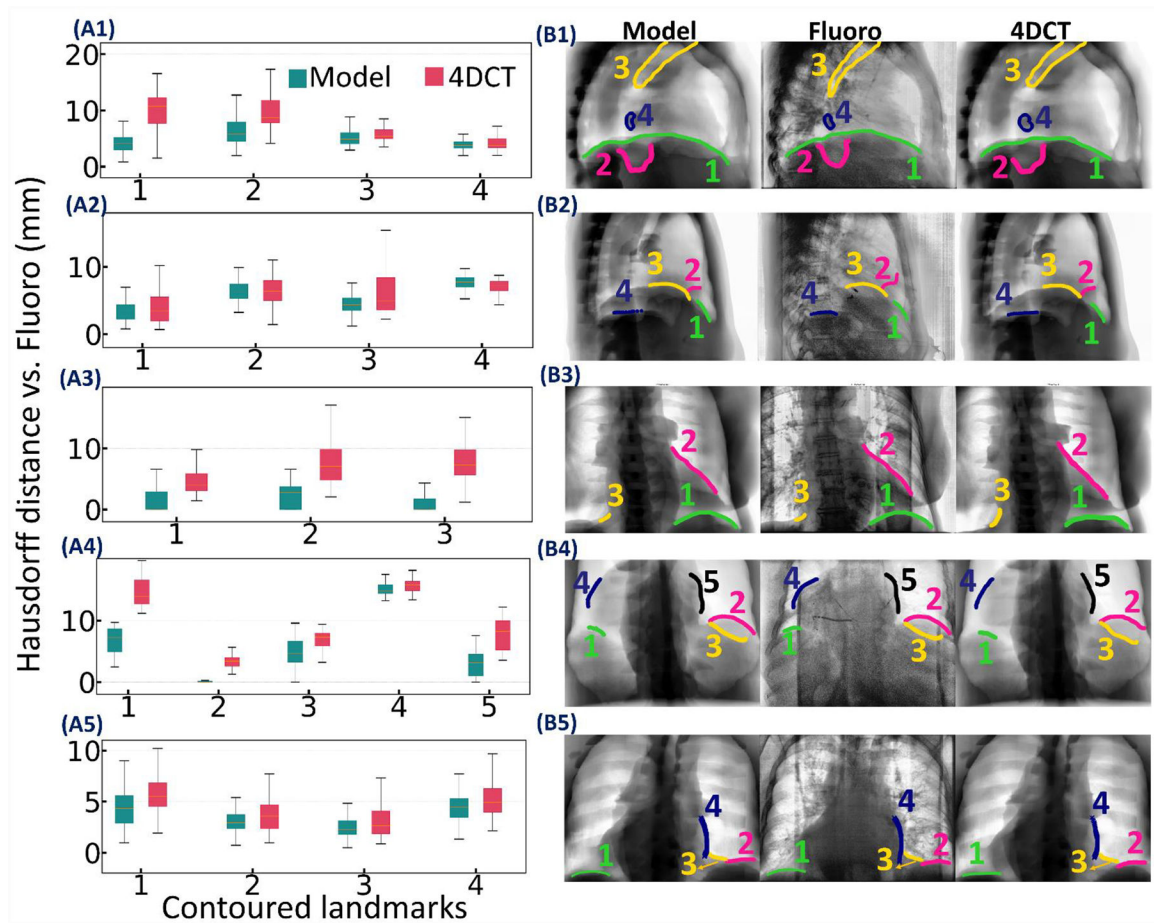 Hausdorff distance vs. Fluoro (mm)
(A1)
20
10
0
Model 4DCT
1 2 3 4
(A2)
10
0
1 2 3 4
(A3)
10
0
1 2 3
(A4)
10
0
1 2 3 4 5
(A5)
10
5
0
1 2 3 4
Contoured landmarks
Model Fluoro 4DCT
(B1)
3 3 3
4 4 4
2 1 2 1 2 1
(B2)
3 2 3 2 3 2
4 4 4
1 1 1
(B3)
2 2 2
3 1 3 1 3 1
(B4)
4 5 4 5 4 5
2 2 2
1 3 1 3 1 3
(B5)
4 4 4
1 3 2 1 3 2 1 3 2